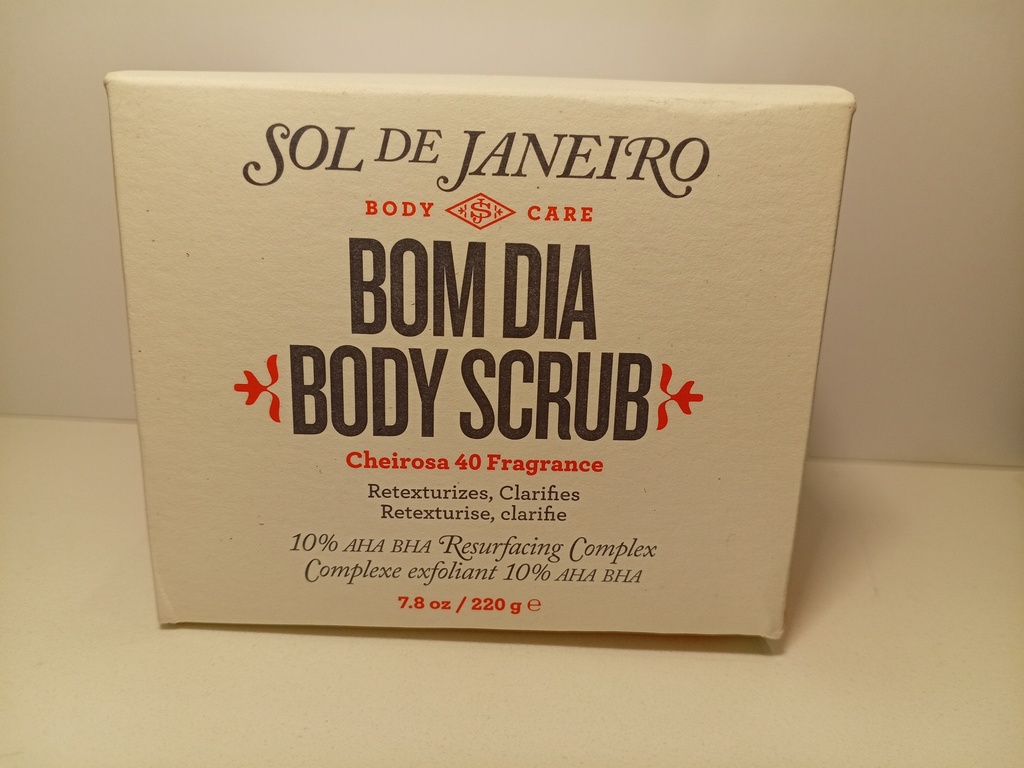 SOL DE JANEIRO
BODY SJ CARE
BOM DIA
BODY SCRUB
Cheirosa 40 Fragrance
Retexturizes, Clarifies
Retexturise, clarifie
10% AHA BHA Resurfacing Complex
Complexe exfoliant 10% AHA BHA
7.8 oz / 220 g ℮